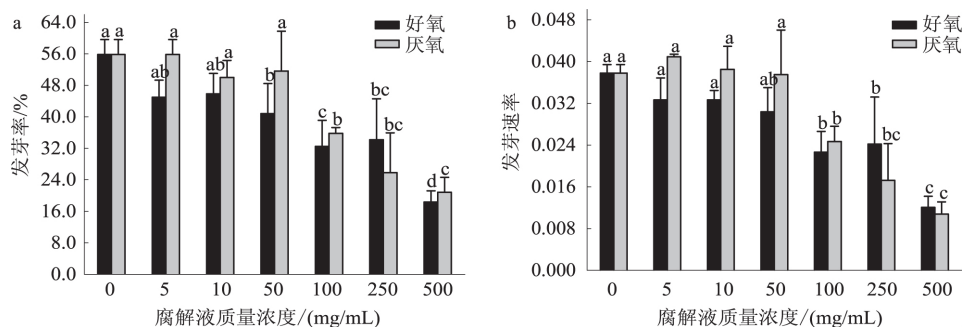 a
64.0
56.0
48.0
40.0
32.0
24.0
16.0
8.0
0.0
发芽率/%
a a
ab a
ab a
b a
c b
bc bc
d c
好氧
厌氧
0 5 10 50 100 250 500
腐解液质量浓度/(mg/mL)
b
0.048
0.040
0.032
0.024
0.016
0.008
0.000
发芽速率
a a
a a
a a
ab a
b b
b bc
c c
好氧
厌氧
0 5 10 50 100 250 500
腐解液质量浓度/(mg/mL)